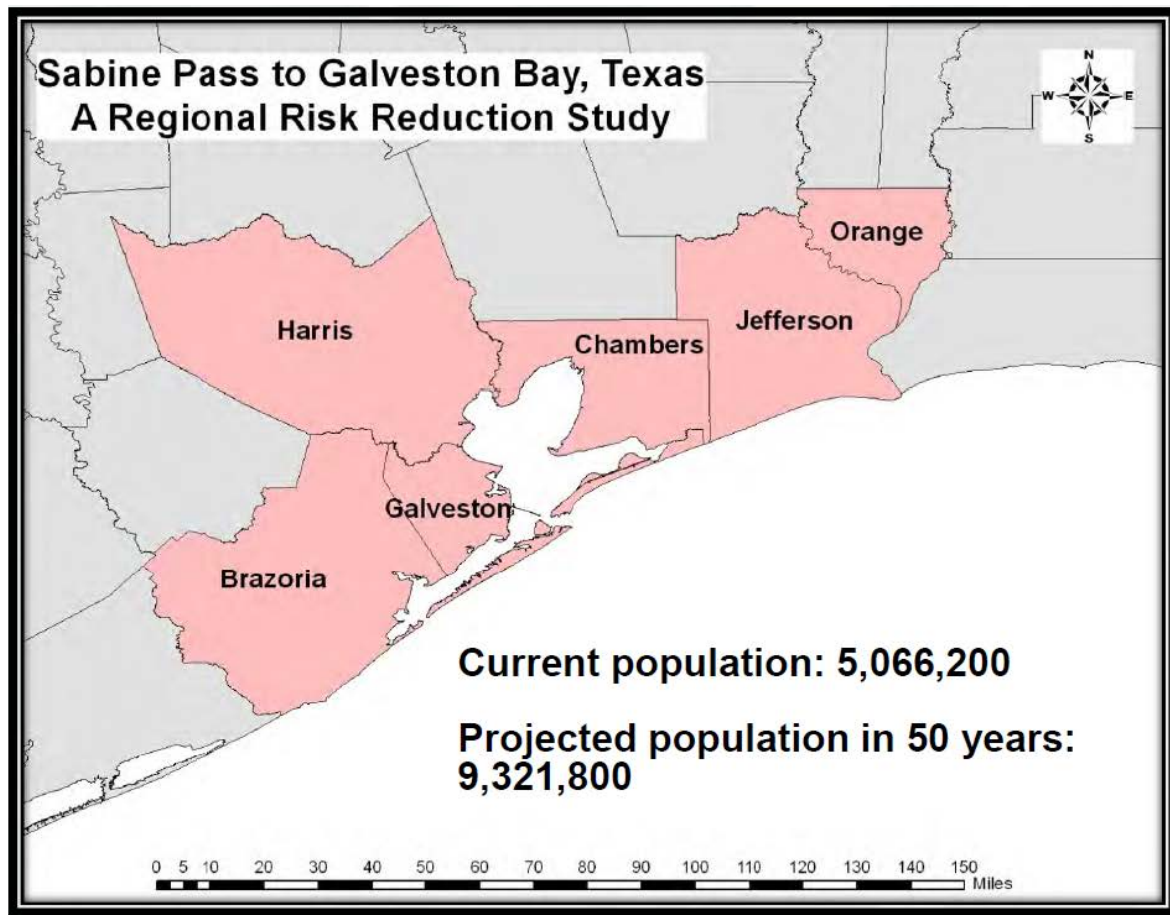 Sabine Pass to Galveston Bay, Texas
A Regional Risk Reduction Study
N
W E
S
Orange
Harris
Jefferson
Chambers
Galveston
Brazoria
Current population: 5,066,200
Projected population in 50 years:
9,321,800
0 5 10 20 30 40 50 60 70 80 90 100 110 120 130 140 150
Miles